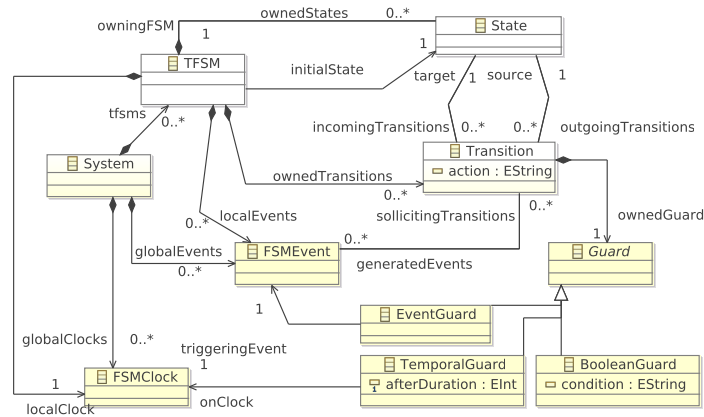 ownedStates
0..*
State
owningFSM
1
TFSM
1
initialState
target
1
source
1
tfsms
0..*
incomingTransitions
0..*
0..*
outgoingTransitions
System
Transition
action : EString
ownedTransitions
0..*
0..*
localEvents
0..*
sollicitingTransitions
ownedGuard
1
globalEvents
0..*
FSMEvent
0..*
generatedEvents
Guard
1
EventGuard
globalClocks
0..*
triggeringEvent
1
FSMClock
1
localClock
onClock
TemporalGuard
afterDuration : EInt
BooleanGuard
condition : EString